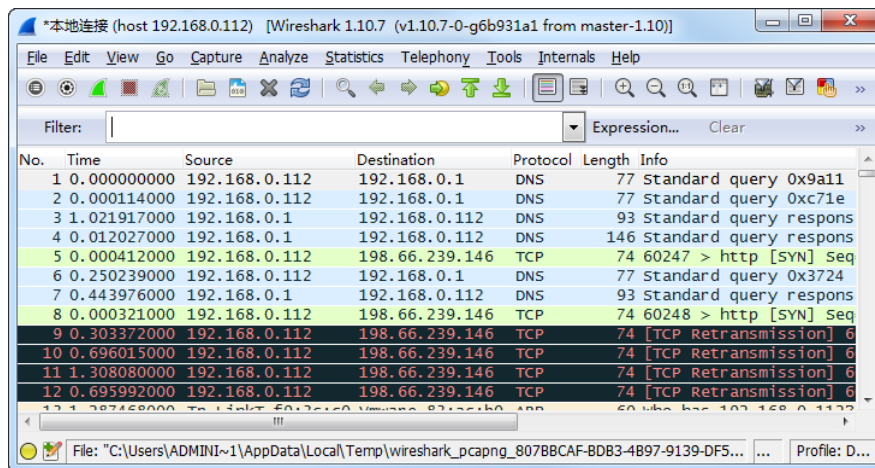 *本地连接 (host 192.168.0.112) [Wireshark 1.10.7 (v1.10.7-0-g6b931a1 from master-1.10)]
File Edit View Go Capture Analyze Statistics Telephony Tools Internals Help
Filter: Expression... Clear
No. Time Source Destination Protocol Length Info
1 0.000000000 192.168.0.112 192.168.0.1 DNS 77 Standard query 0x9a11
2 0.000114000 192.168.0.112 192.168.0.1 DNS 77 Standard query 0xc71e
3 1.021917000 192.168.0.1 192.168.0.112 DNS 93 Standard query respons
4 0.012027000 192.168.0.1 192.168.0.112 DNS 146 Standard query respons
5 0.000412000 192.168.0.112 198.66.239.146 TCP 74 60247 > http [SYN] Seq
6 0.250239000 192.168.0.112 192.168.0.1 DNS 77 Standard query 0x3724
7 0.443976000 192.168.0.1 192.168.0.112 DNS 93 Standard query respons
8 0.000321000 192.168.0.112 198.66.239.146 TCP 74 60248 > http [SYN] Seq
9 0.303372000 192.168.0.112 198.66.239.146 TCP 74 [TCP Retransmission] 6
10 0.696015000 192.168.0.112 198.66.239.146 TCP 74 [TCP Retransmission] 6
11 1.308080000 192.168.0.112 198.66.239.146 TCP 74 [TCP Retransmission] 6
12 0.695992000 192.168.0.112 198.66.239.146 TCP 74 [TCP Retransmission] 6
File: "C:\Users\ADMINI~1\AppData\Local\Temp\wireshark_pcapng_807BBCAF-BDB3-4B97-9139-DF5... ... Profile: D...